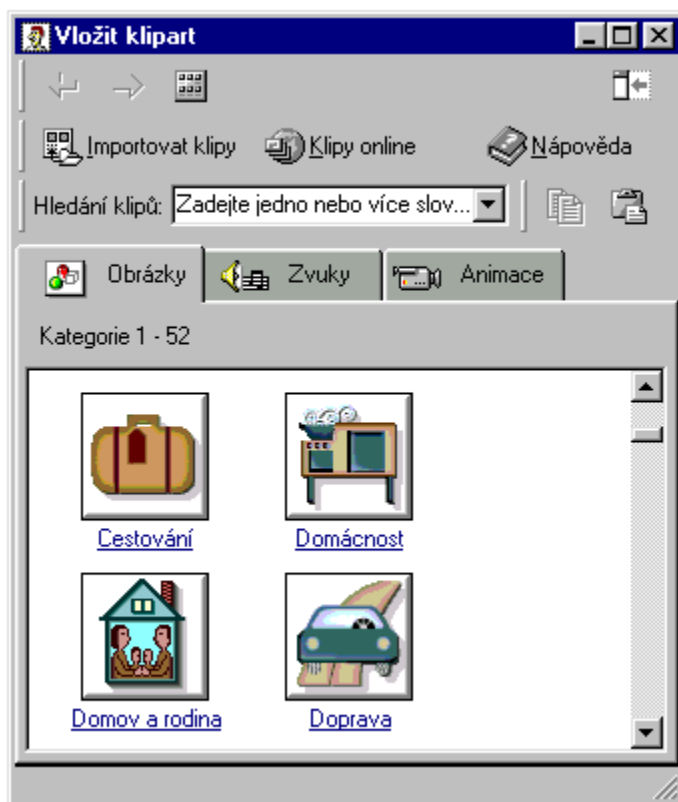 Vložit klipart
Importovat klipy Klipy online Nápověda
Hledání klipů: Zadejte jedno nebo více slov...
Obrázky Zvuky Animace
Kategorie 1 - 52
Cestování Domácnost
Domov a rodina Doprava